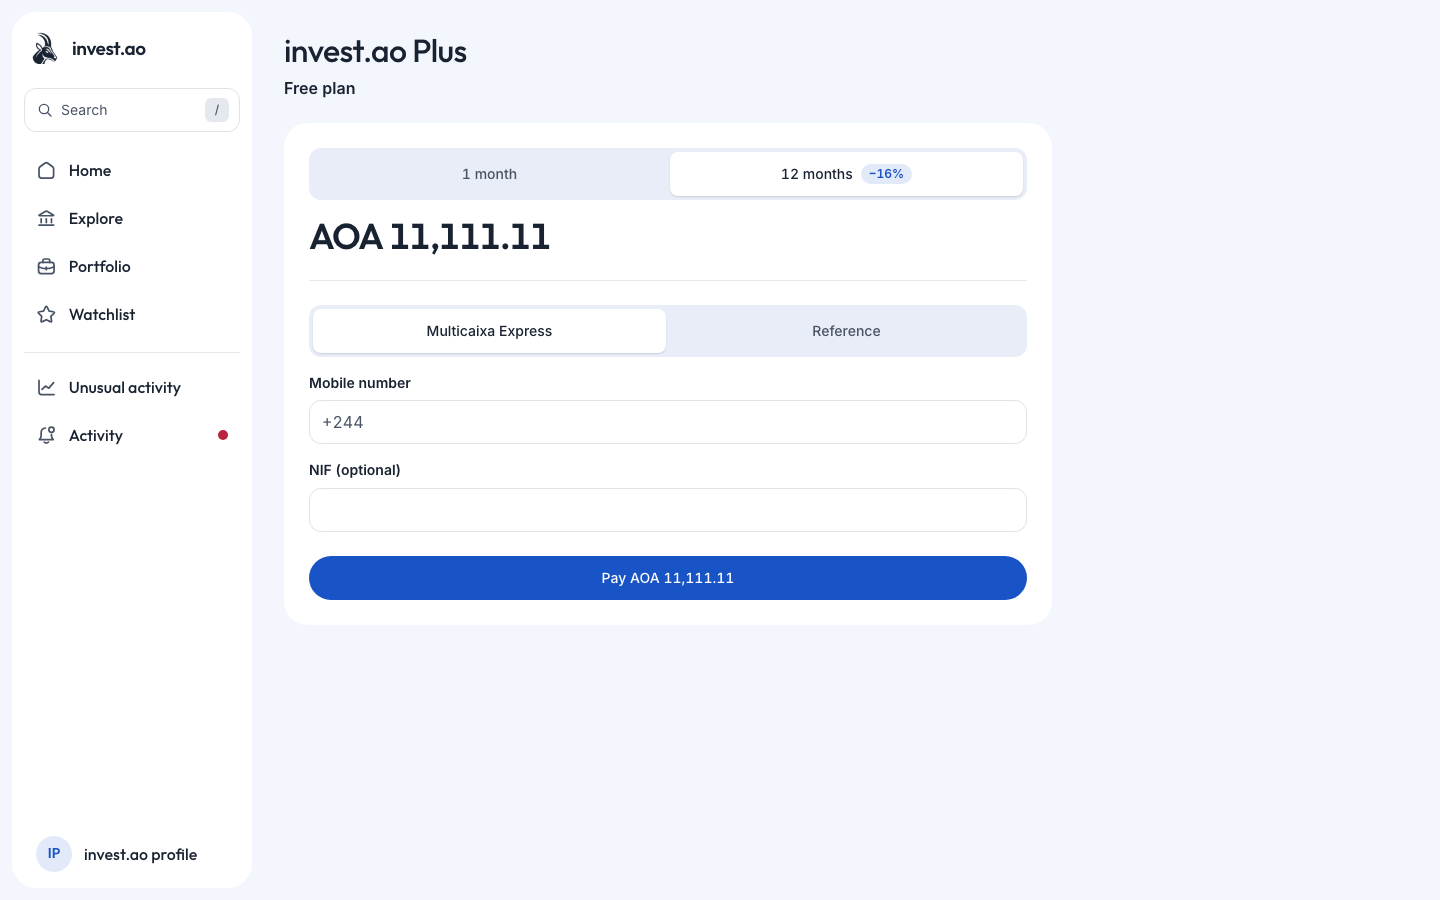 invest.ao
Search
/
Home
Explore
Portfolio
Watchlist
Unusual activity
Activity
IP
invest.ao profile
invest.ao Plus
Free plan
1 month
12 months −16%
AOA 11,111.11
Multicaixa Express
Reference
Mobile number
+244
NIF (optional)
Pay AOA 11,111.11